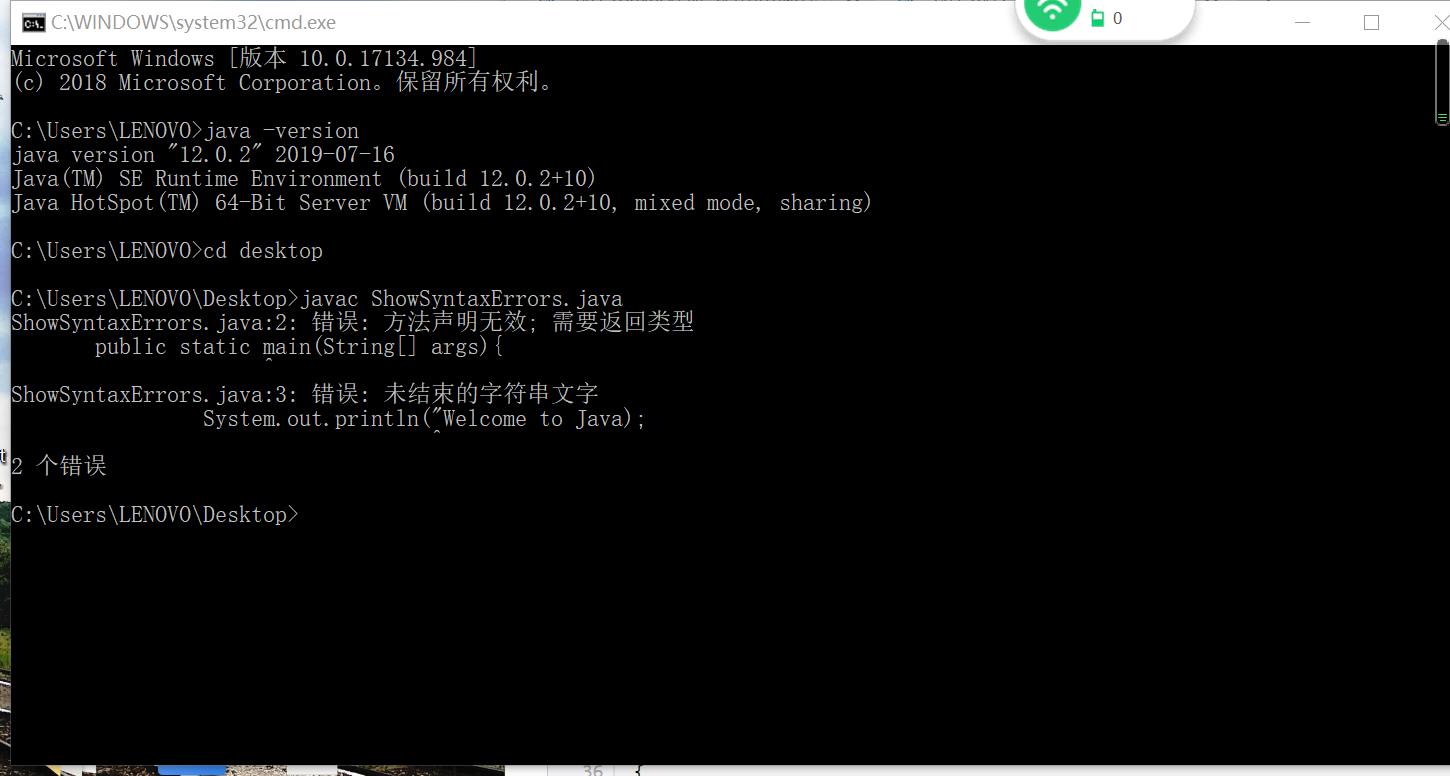 C:\WINDOWS\system32\cmd.exe
0
Microsoft Windows [版本 10.0.17134.984]
(c) 2018 Microsoft Corporation。保留所有权利。
C:\Users\LENOVO>java -version
java version "12.0.2" 2019-07-16
Java(TM) SE Runtime Environment (build 12.0.2+10)
Java HotSpot(TM) 64-Bit Server VM (build 12.0.2+10, mixed mode, sharing)
C:\Users\LENOVO>cd desktop
C:\Users\LENOVO\Desktop>javac ShowSyntaxErrors.java
ShowSyntaxErrors.java:2: 错误: 方法声明无效; 需要返回类型
public static main(String[] args){
^
ShowSyntaxErrors.java:3: 错误: 未结束的字符串文字
System.out.println("Welcome to Java);
^
2 个错误
C:\Users\LENOVO\Desktop>
36 {